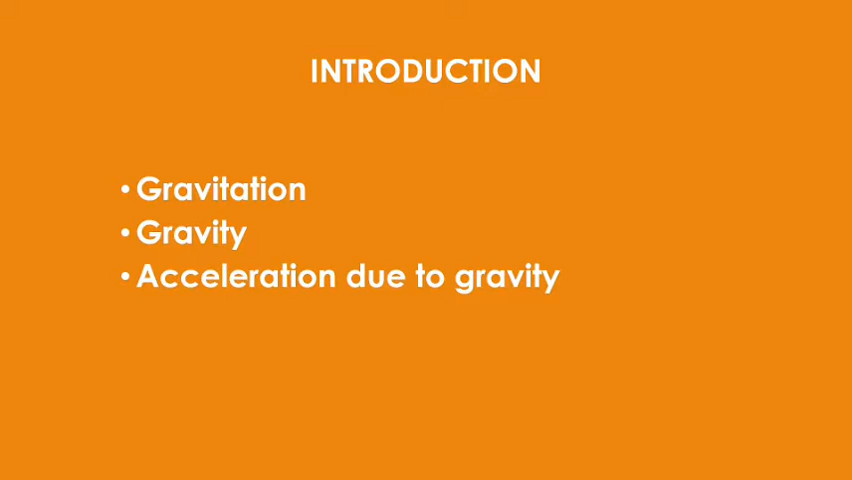 INTRODUCTION
• Gravitation
• Gravity
• Acceleration due to gravity